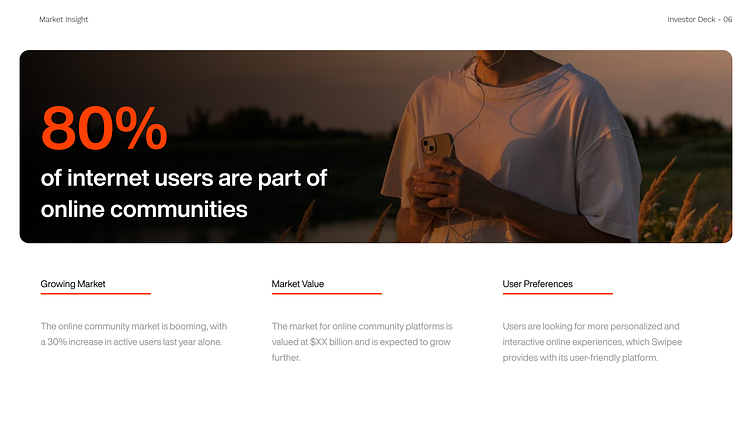 Market Insight
Investor Deck - 06
80%
of internet users are part of
online communities
Growing Market
The online community market is booming, with
a 30% increase in active users last year alone.
Market Value
The market for online community platforms is
valued at $XX billion and is expected to grow
further.
User Preferences
Users are looking for more personalized and
interactive online experiences, which Swipee
provides with its user-friendly platform.